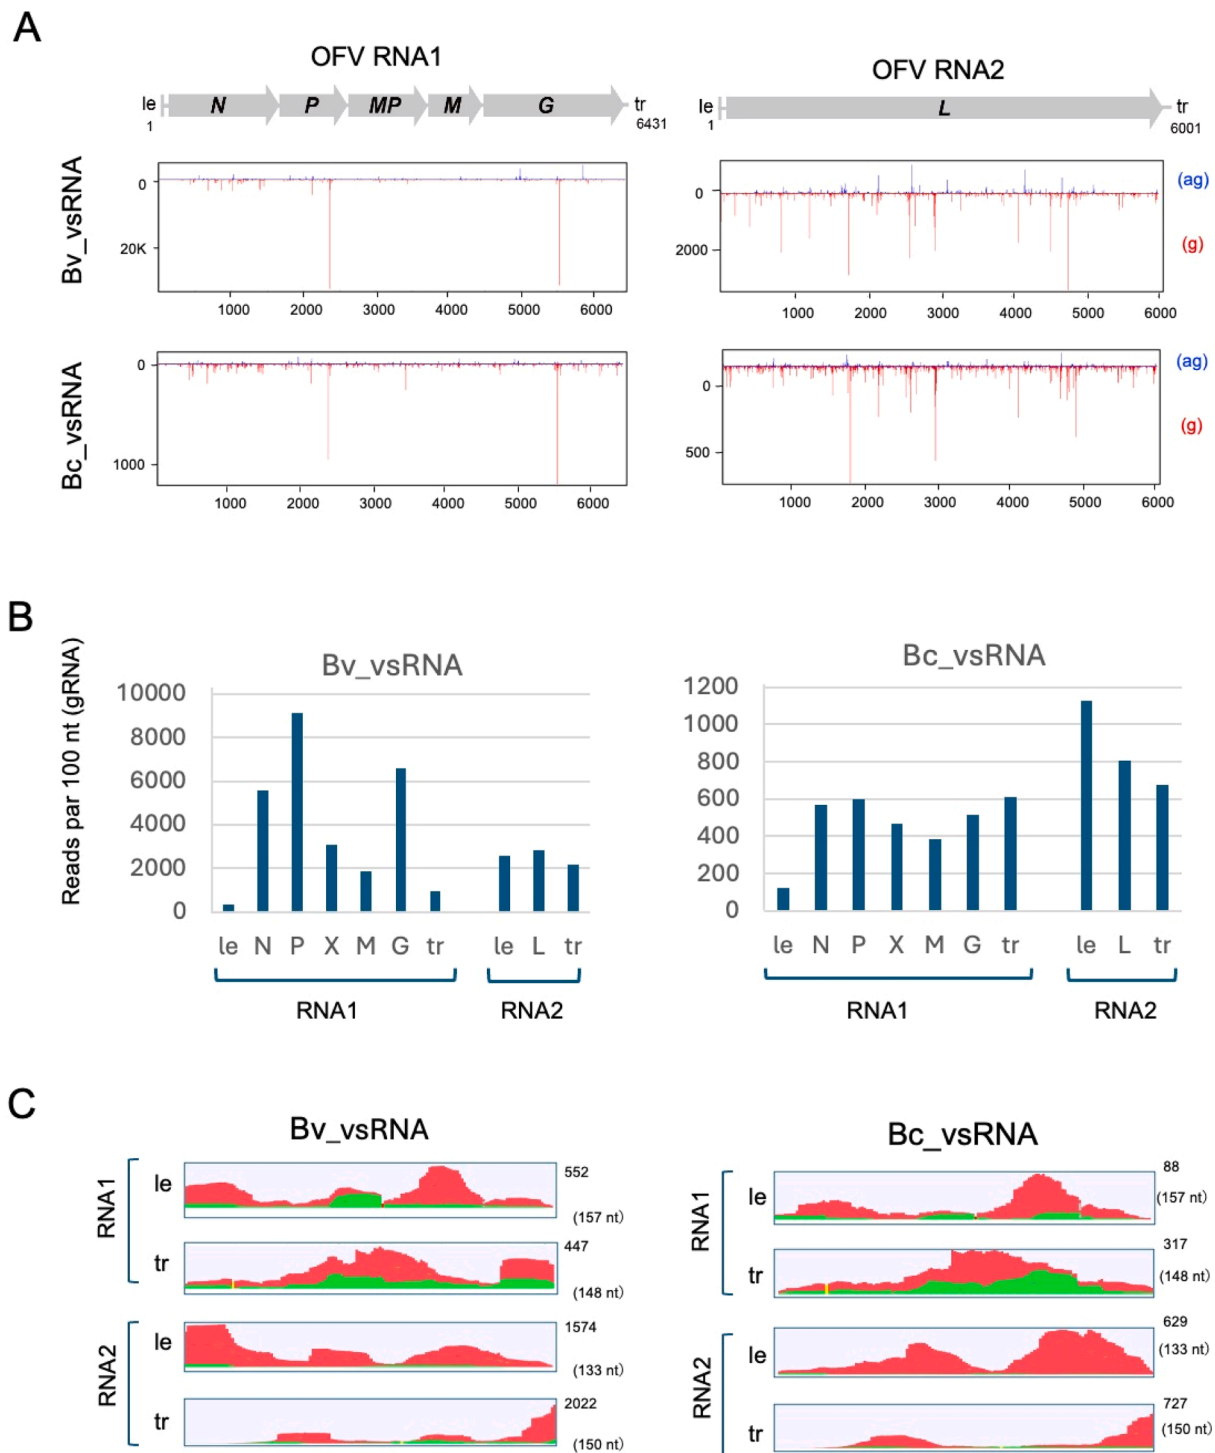 A
OFV RNA1
OFV RNA2
le N P MP M G tr
1 6431
le L tr
1 6001
Bv_vsRNA
0
20K
1000 2000 3000 4000 5000 6000
0
2000
1000 2000 3000 4000 5000 6000
(ag)
(g)
Bc_vsRNA
0
1000
1000 2000 3000 4000 5000 6000
0
500
1000 2000 3000 4000 5000 6000
(ag)
(g)
B
Reads par 100 nt (gRNA)
Bv_vsRNA
10000
8000
6000
4000
2000
0
le N P X M G tr le L tr
RNA1 RNA2
Bc_vsRNA
1200
1000
800
600
400
200
0
le N P X M G tr le L tr
RNA1 RNA2
C
Bv_vsRNA
RNA1
le 552
(157 nt)
tr 447
(148 nt)
RNA2
le 1574
(133 nt)
tr 2022
(150 nt)
Bc_vsRNA
RNA1
le 88
(157 nt)
tr 317
(148 nt)
RNA2
le 629
(133 nt)
tr 727
(150 nt)